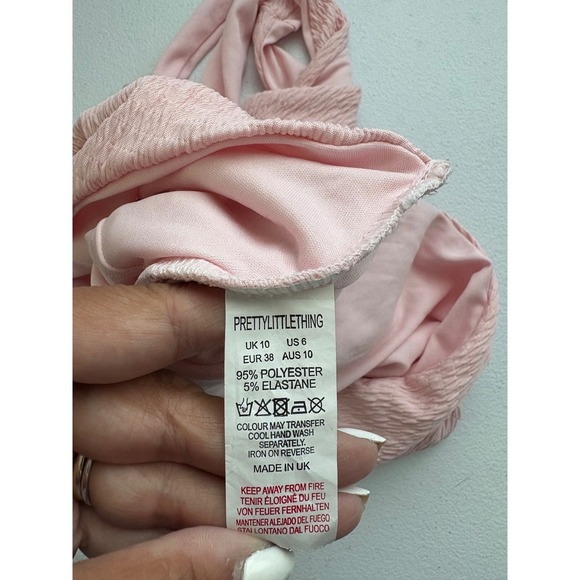 PRETTYLITTLETHING
UK 10 US 6
EUR 38 AUS 10
95% POLYESTER
5% ELASTANE
COLOUR MAY TRANSFER
COOL HAND WASH
SEPARATELY.
IRON ON REVERSE
MADE IN UK
KEEP AWAY FROM FIRE
TENIR ÉLOIGNÉ DU FEU
VON FEUER FERNHALTEN
MANTENER ALEJADO DEL FUEGO
STALLONTANO DAL FUOCO